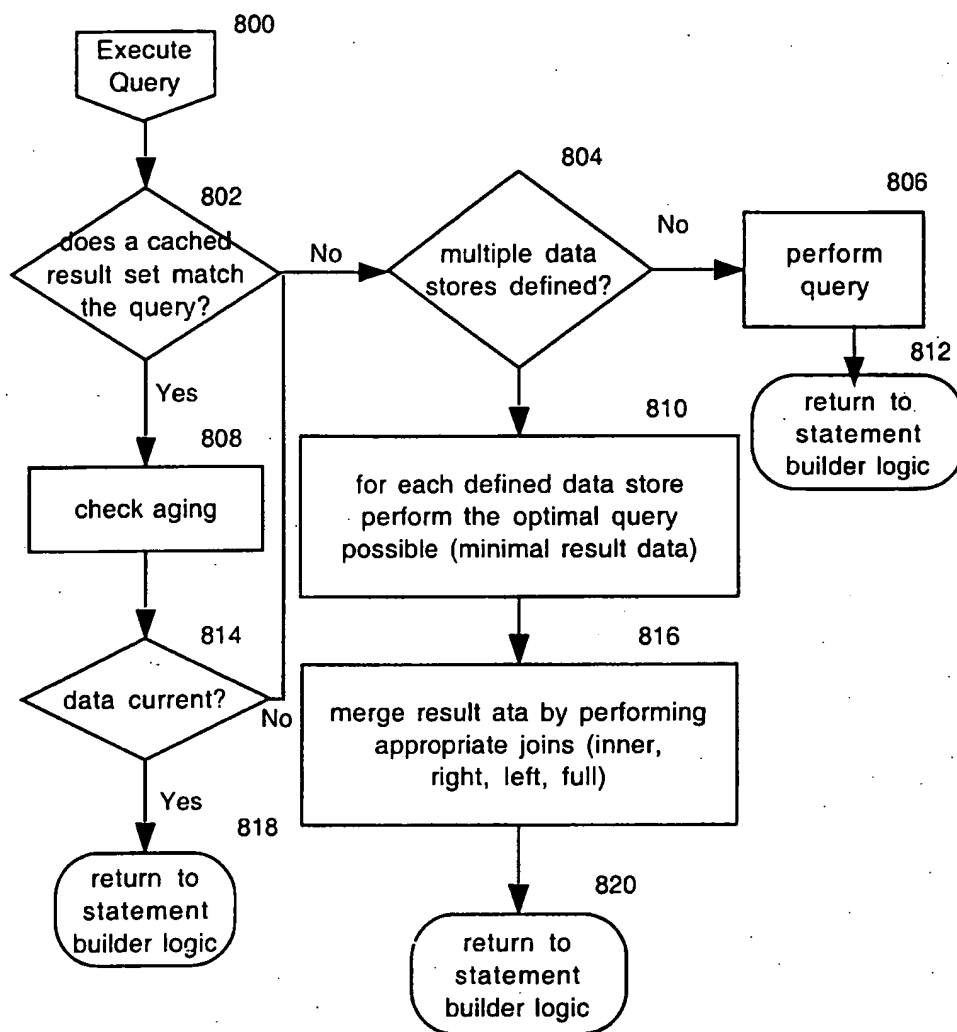 800
Execute
Query
802
does a cached
result set match
the query?
No
Yes
804
multiple data
stores defined?
No
806
perform
query
812
return to
statement
builder logic
808
check aging
810
for each defined data store
perform the optimal query
possible (minimal result data)
814
data current?
No
Yes
816
merge result ata by performing
appropriate joins (inner,
right, left, full)
818
return to
statement
builder logic
820
return to
statement
builder logic